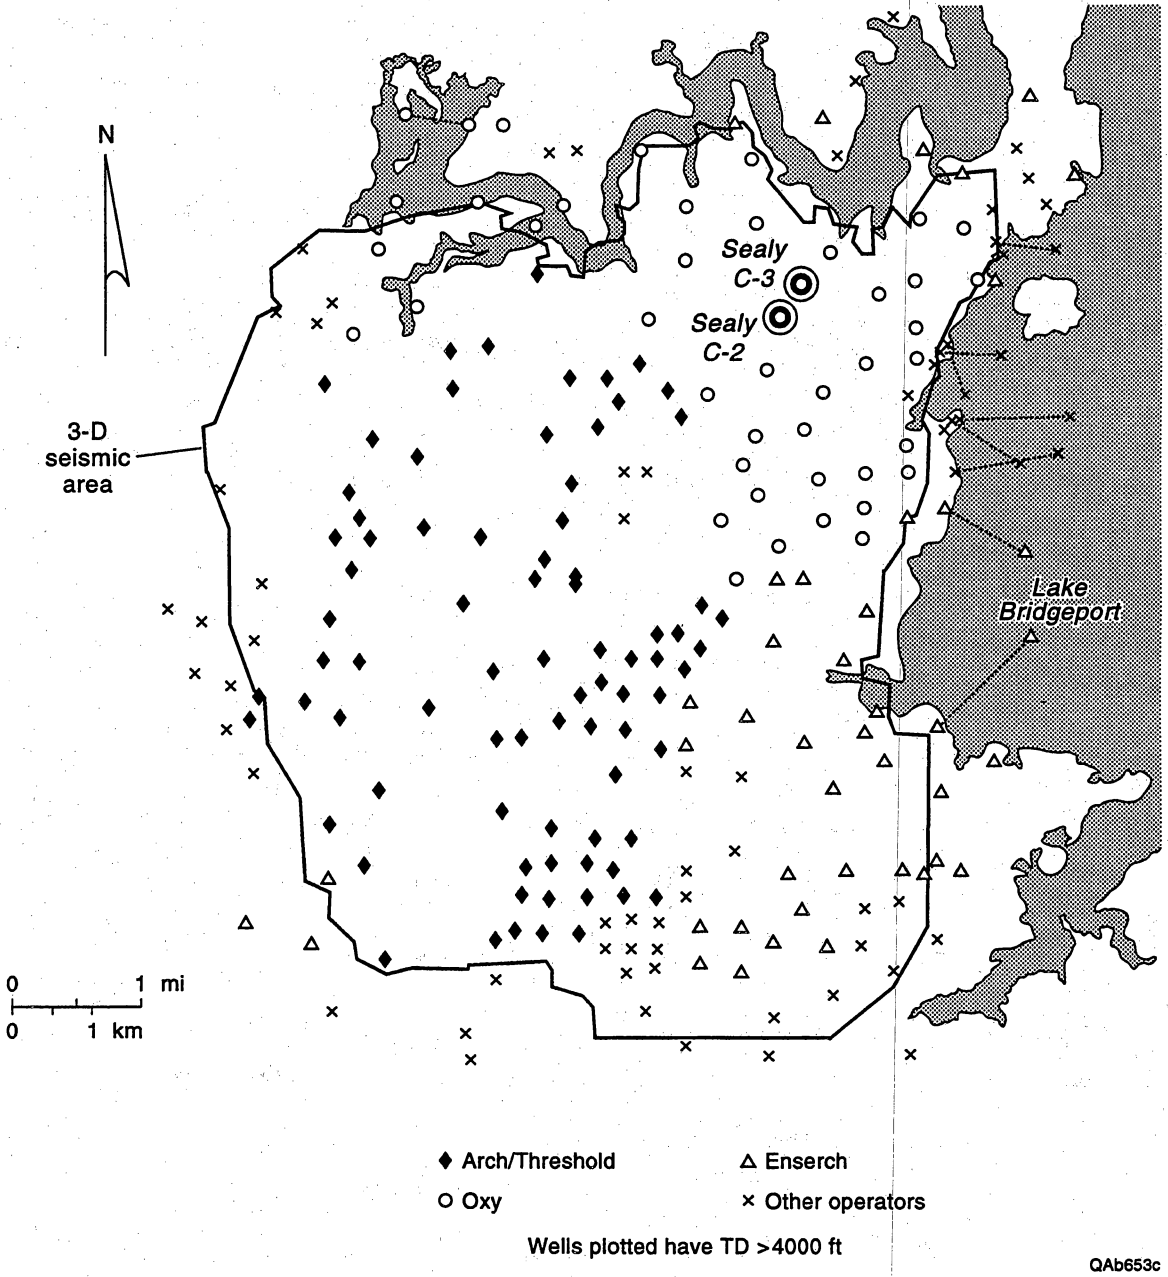 N
Sealy
C-3
Sealy
C-2
3-D
seismic
area
Lake
Bridgeport
0 1 mi
0 1 km
Arch/Threshold
Enserch
Oxy
Other operators
Wells plotted have TD >4000 ft
QAb653c